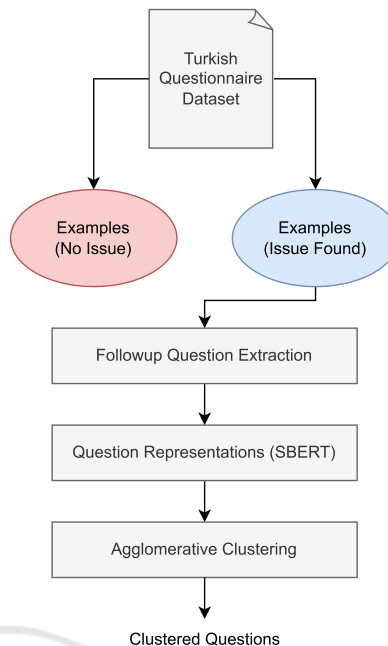 Turkish
Questionnaire
Dataset
Examples
(No Issue)
Examples
(Issue Found)
Followup Question Extraction
Question Representations (SBERT)
Agglomerative Clustering
Clustered Questions